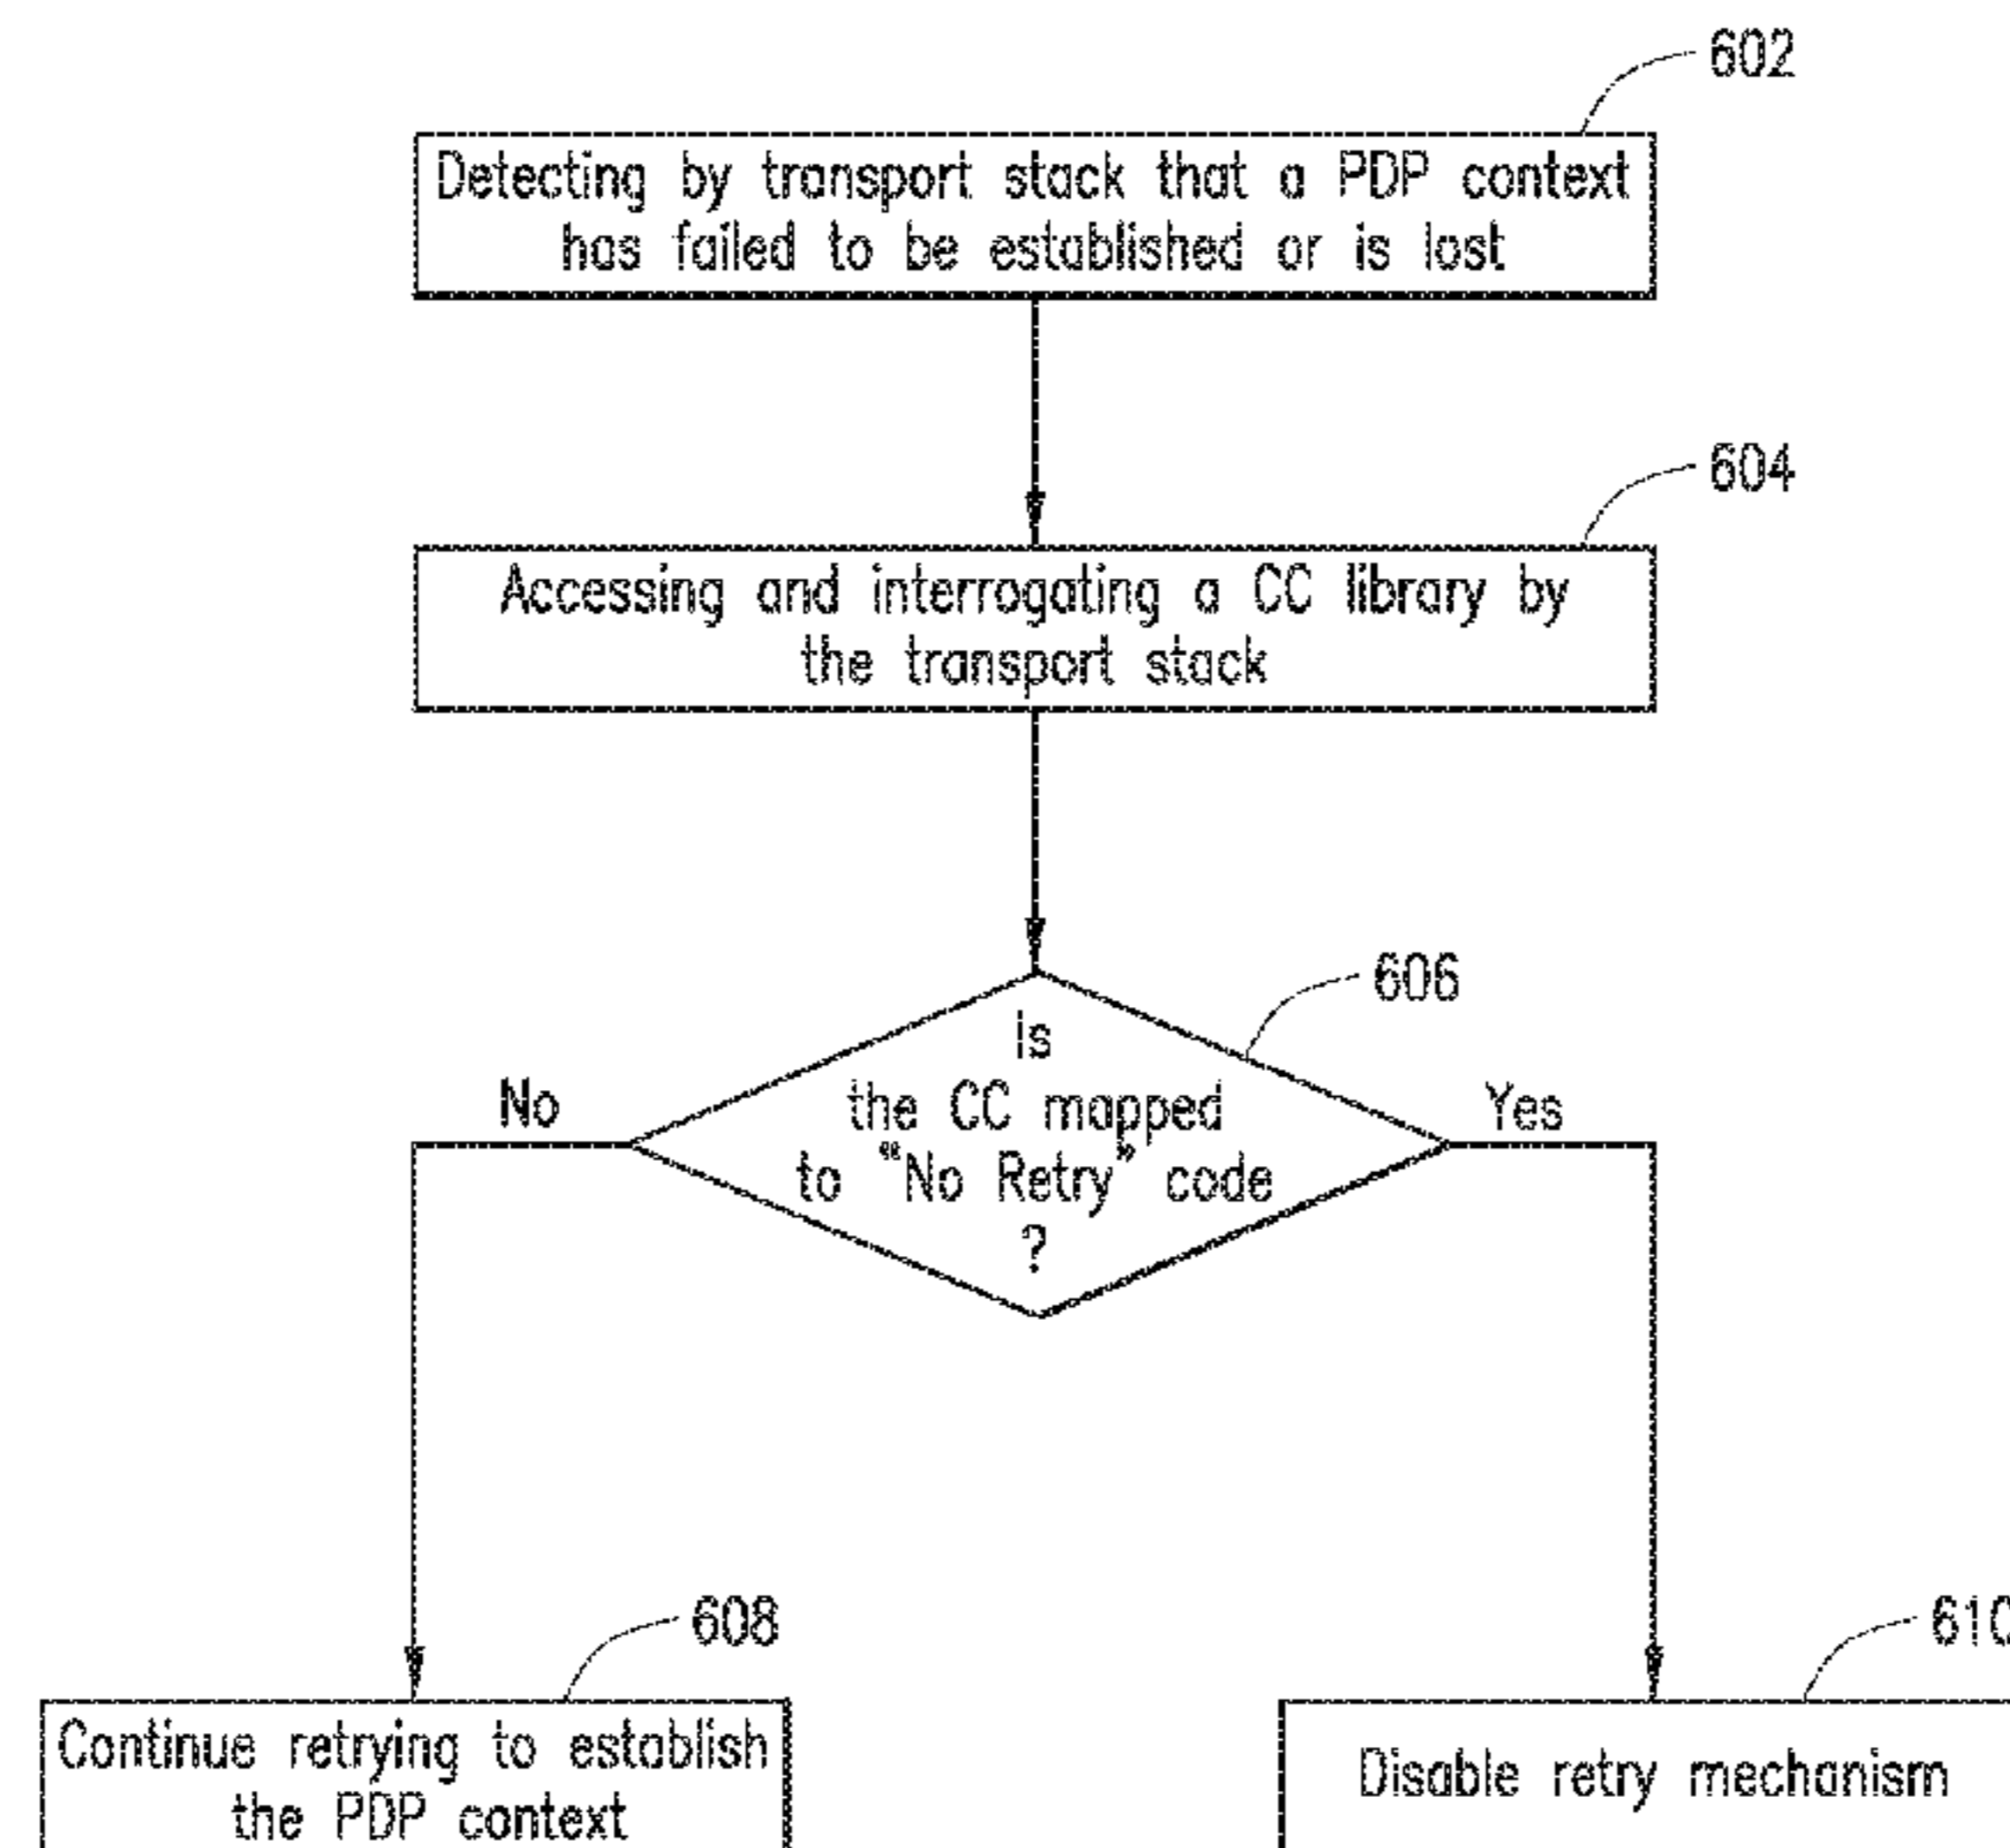 602
Detecting by transport stack that a PDP context
has failed to be established or is lost
604
Accessing and interrogating a CC library by
the transport stack
606
Is
the CC mapped
to "No Retry" code
?
No
Yes
608
Continue retrying to establish
the PDP context
610
Disable retry mechanism